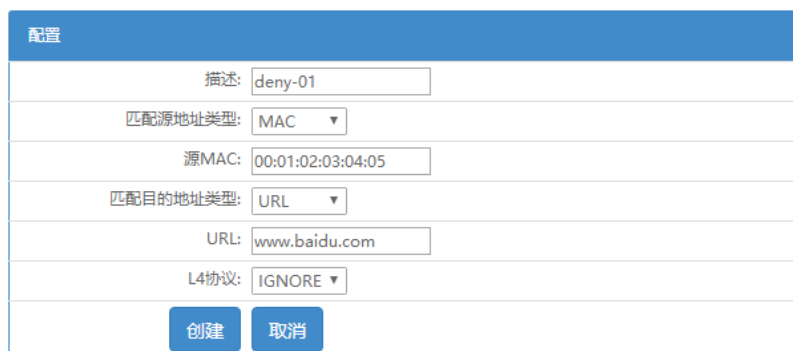 配置
描述: deny-01
匹配源地址类型: MAC
源MAC: 00:01:02:03:04:05
匹配目的地址类型: URL
URL: www.baidu.com
L4协议: IGNORE
创建 取消